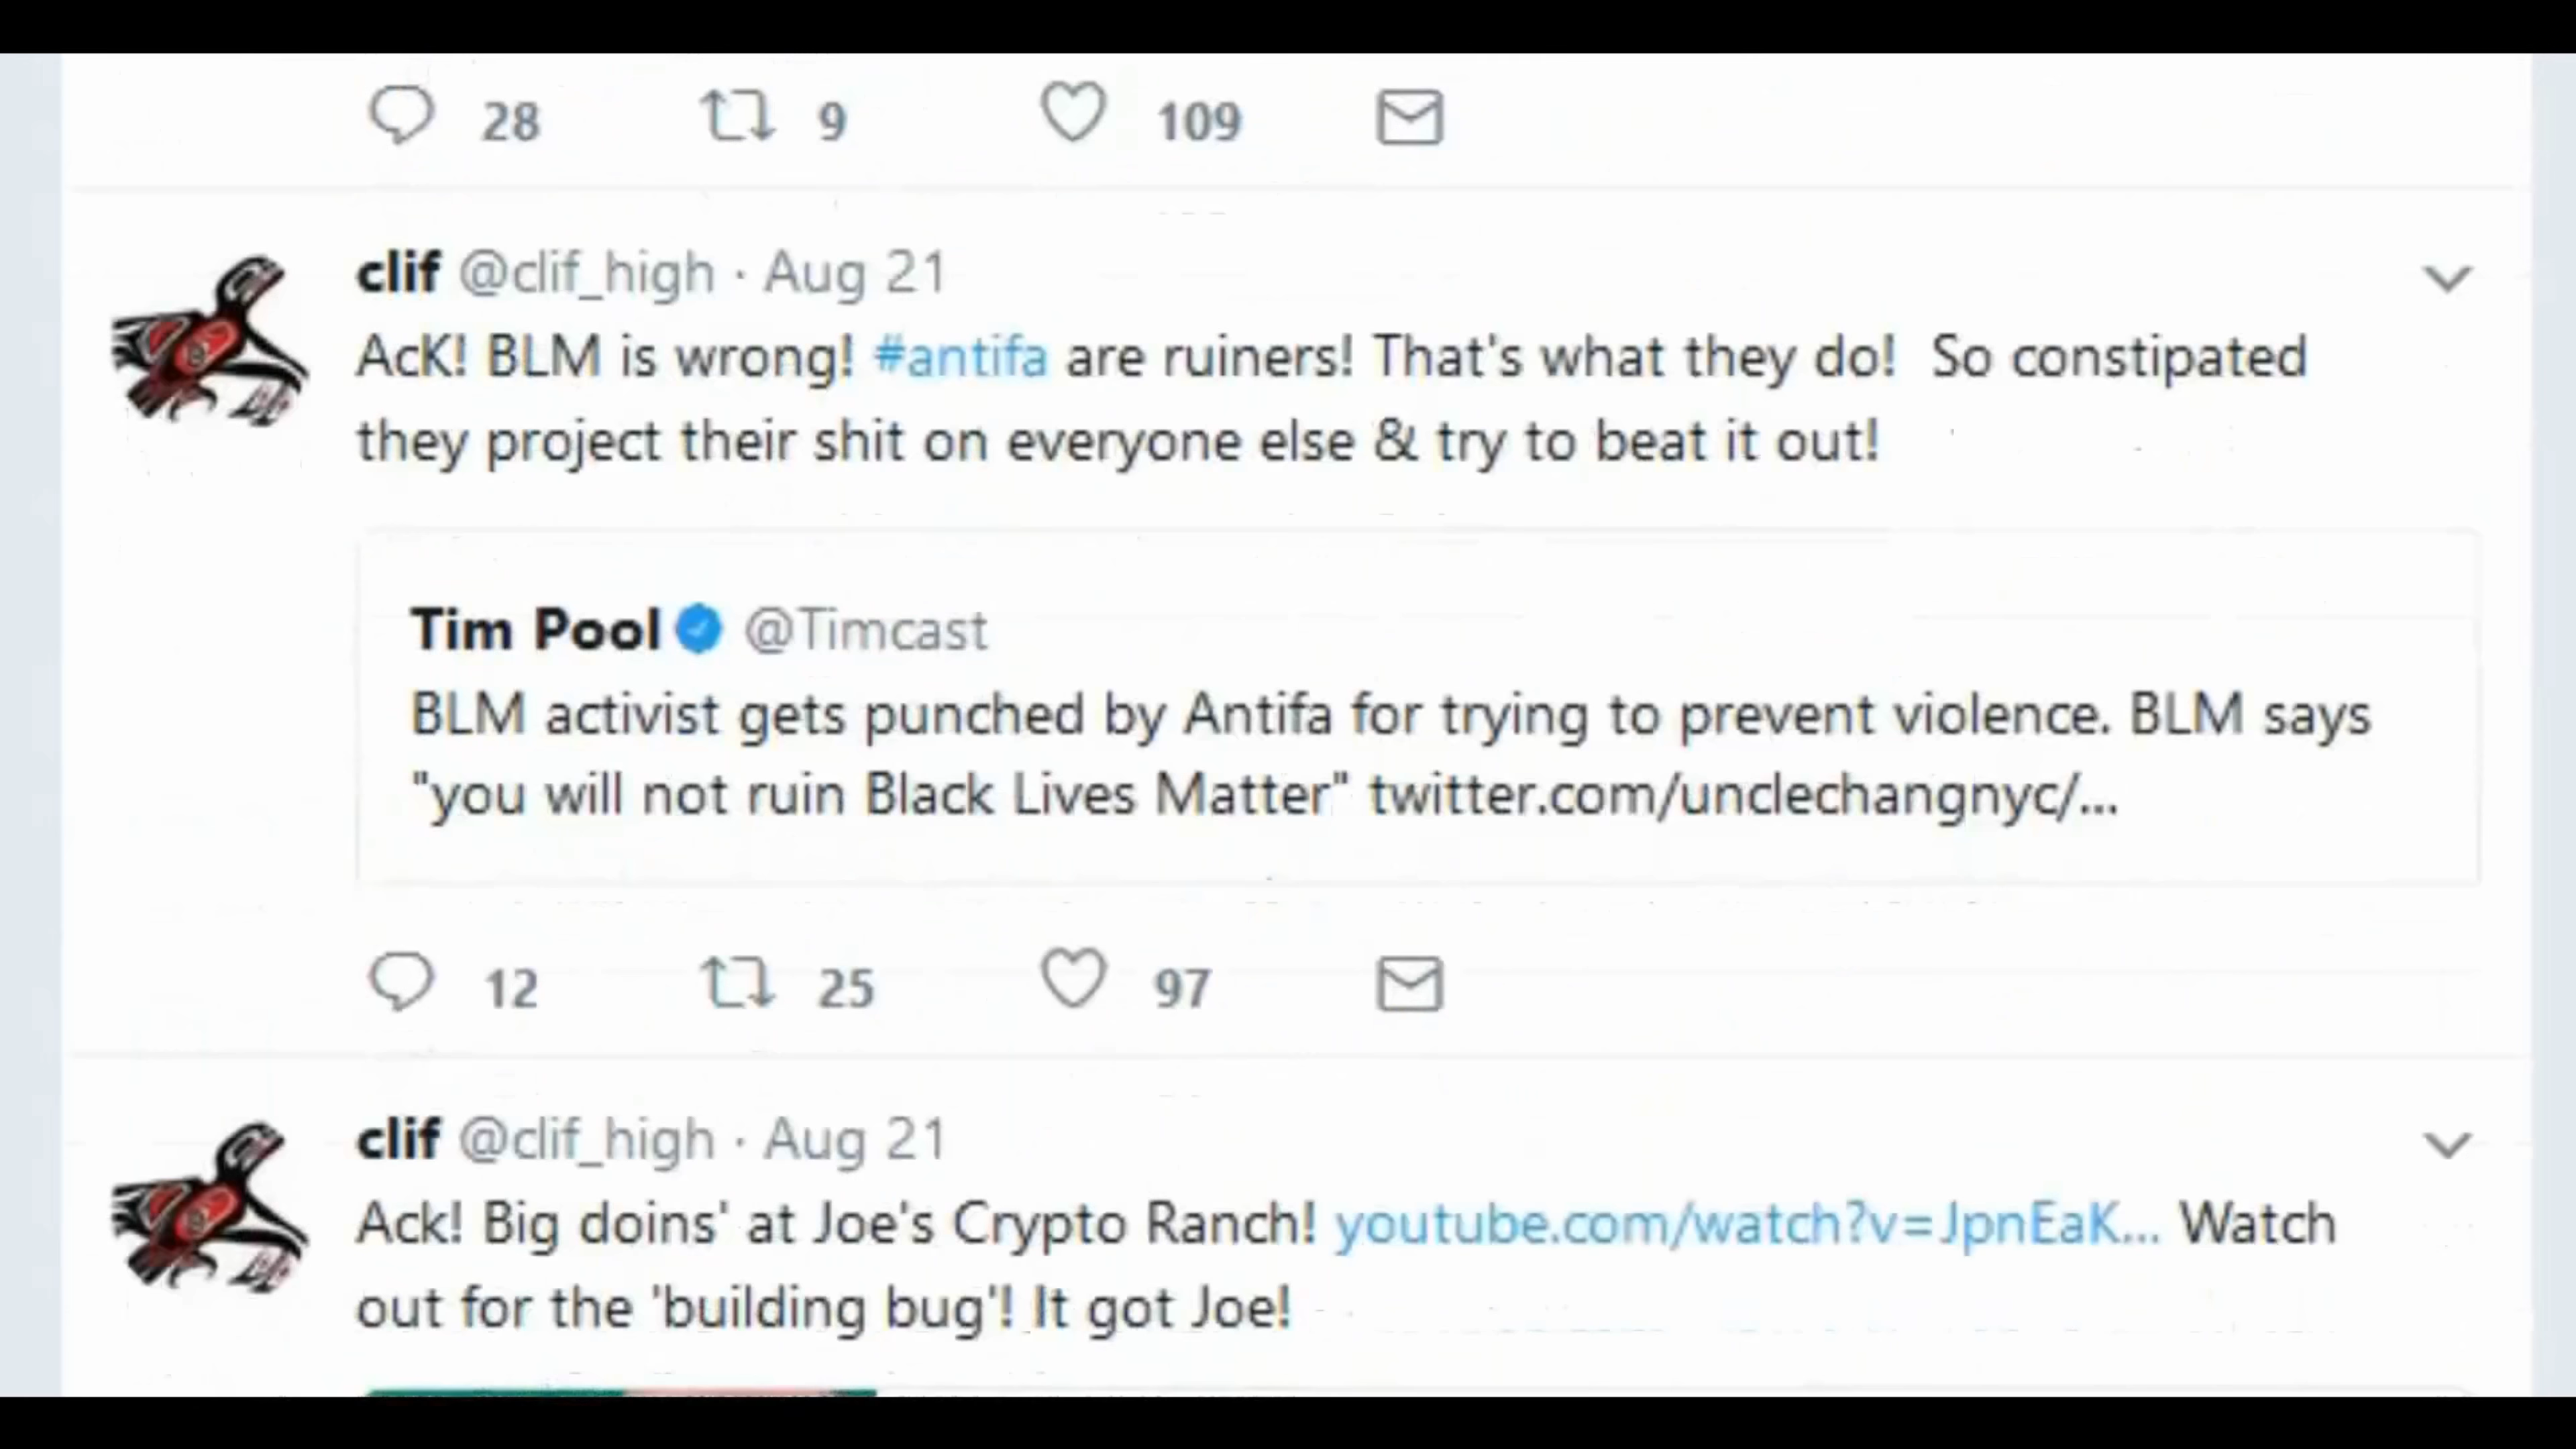 28 9 109
clif @clif_high · Aug 21
AcK! BLM is wrong! #antifa are ruiners! That's what they do! So constipated
they project their shit on everyone else & try to beat it out!
Tim Pool @Timcast
BLM activist gets punched by Antifa for trying to prevent violence. BLM says
"you will not ruin Black Lives Matter" twitter.com/unclechangnyc/...
12 25 97
clif @clif_high · Aug 21
Ack! Big doins' at Joe's Crypto Ranch! youtube.com/watch?v=JpnEaK... Watch
out for the 'building bug'! It got Joe!